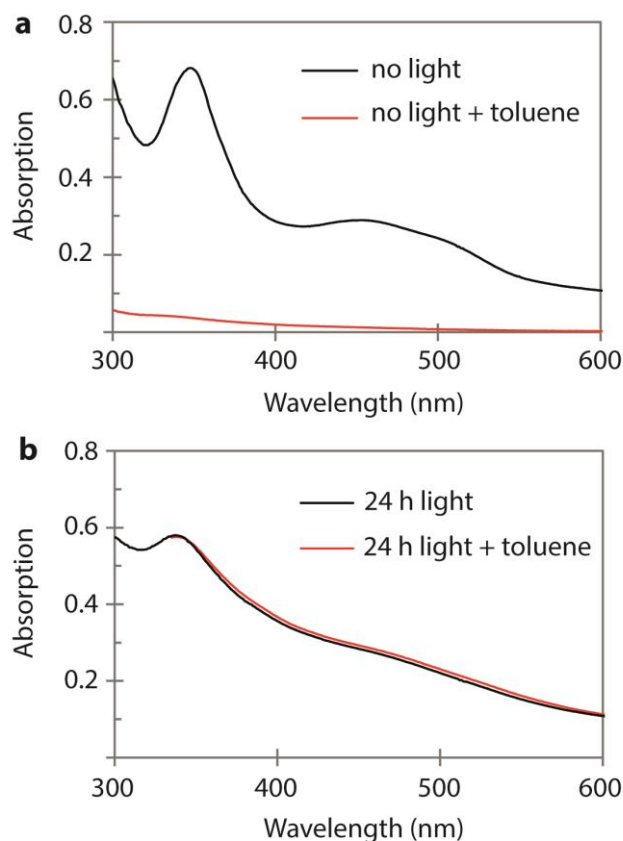 a
0.8
no light
no light + toluene
0.6
0.4
0.2
Absorption
300 400 500 600
Wavelength (nm)
b
0.8
24 h light
24 h light + toluene
0.6
0.4
0.2
Absorption
300 400 500 600
Wavelength (nm)